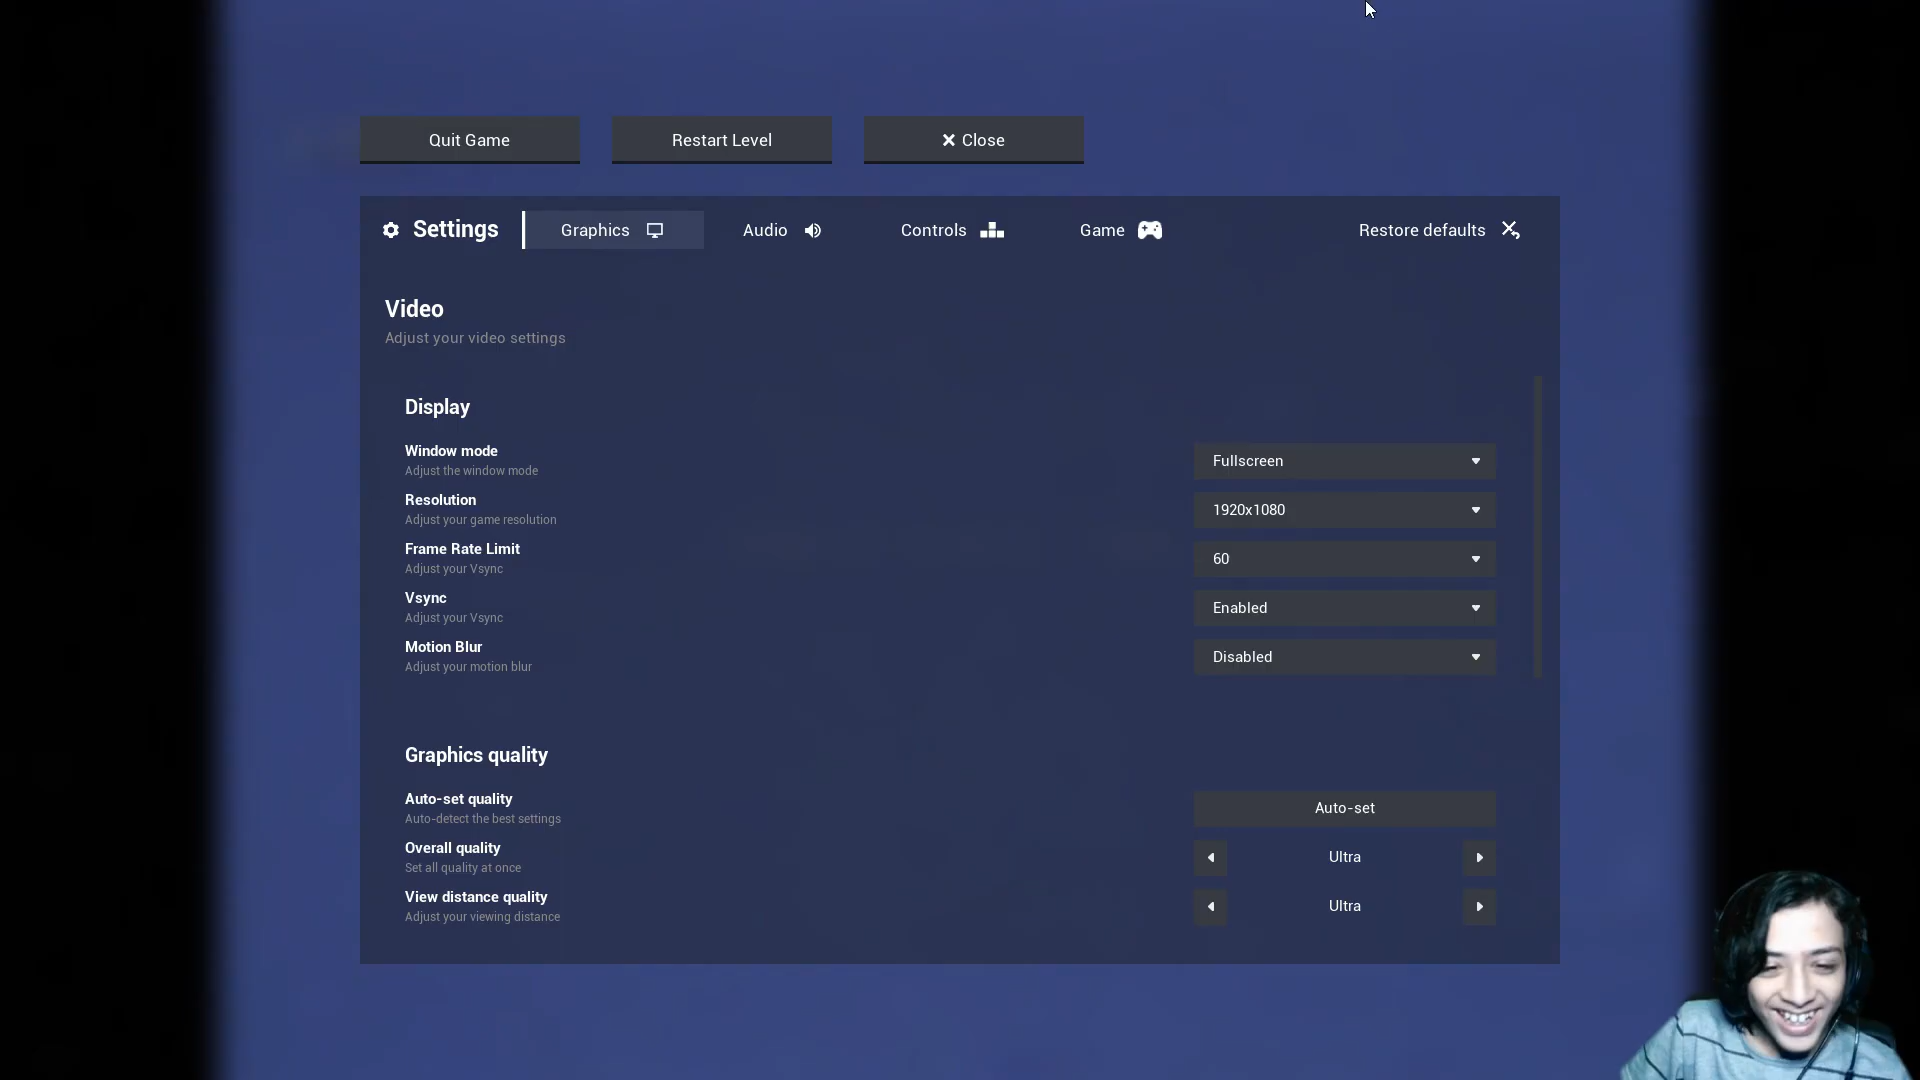 Quit Game
Restart Level
Close
Settings
Graphics
Audio
Controls
Game
Restore defaults
Video
Adjust your video settings
Display
Window mode
Adjust the window mode
Fullscreen
Resolution
Adjust your game resolution
1920x1080
Frame Rate Limit
Adjust your Vsync
60
Vsync
Adjust your Vsync
Enabled
Motion Blur
Adjust your motion blur
Disabled
Graphics quality
Auto-set quality
Auto-detect the best settings
Auto-set
Overall quality
Set all quality at once
Ultra
View distance quality
Adjust your viewing distance
Ultra